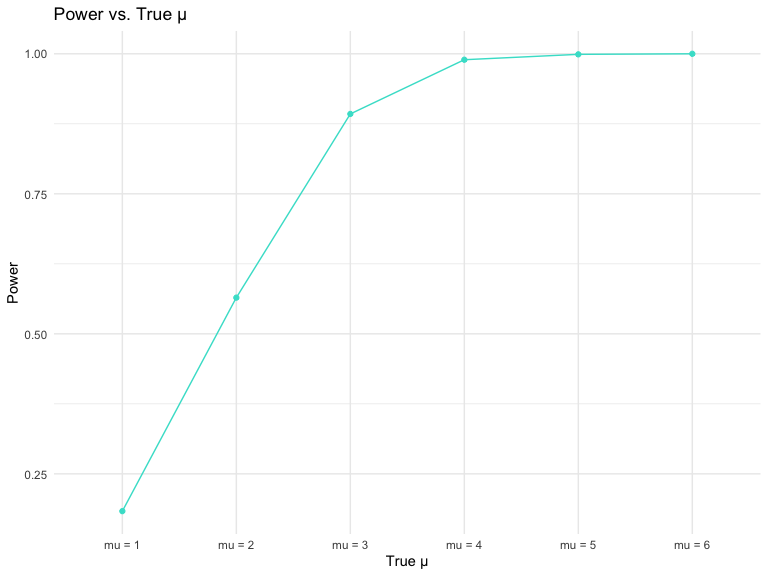 Power vs. True μ
1.00
0.75
0.50
0.25
Power
mu = 1
mu = 2
mu = 3
mu = 4
mu = 5
mu = 6
True μ